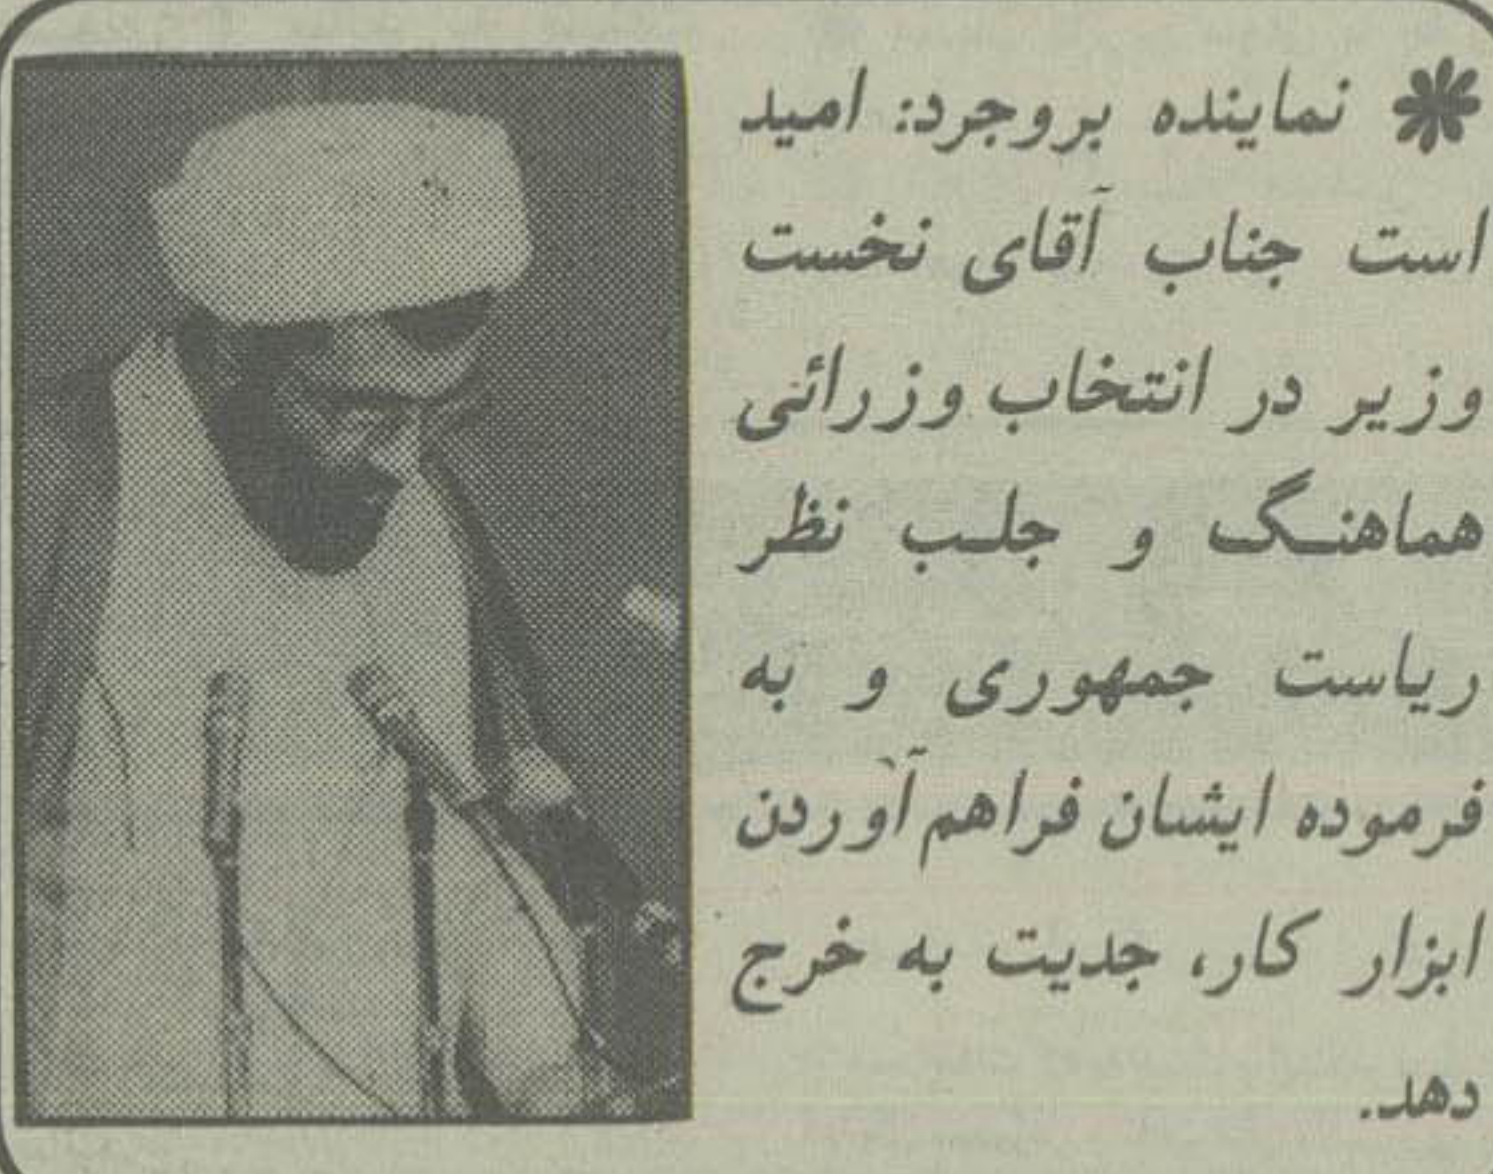 ❋ نماینده بروجرد: امید
است جناب آقای نخست
وزیر در انتخاب وزرائی
هماهنگ و جلب نظر
ریاست جمهوری و به
فرموده ایشان فراهم آوردن
ابزار کار، جدیت به خرج
دهد.